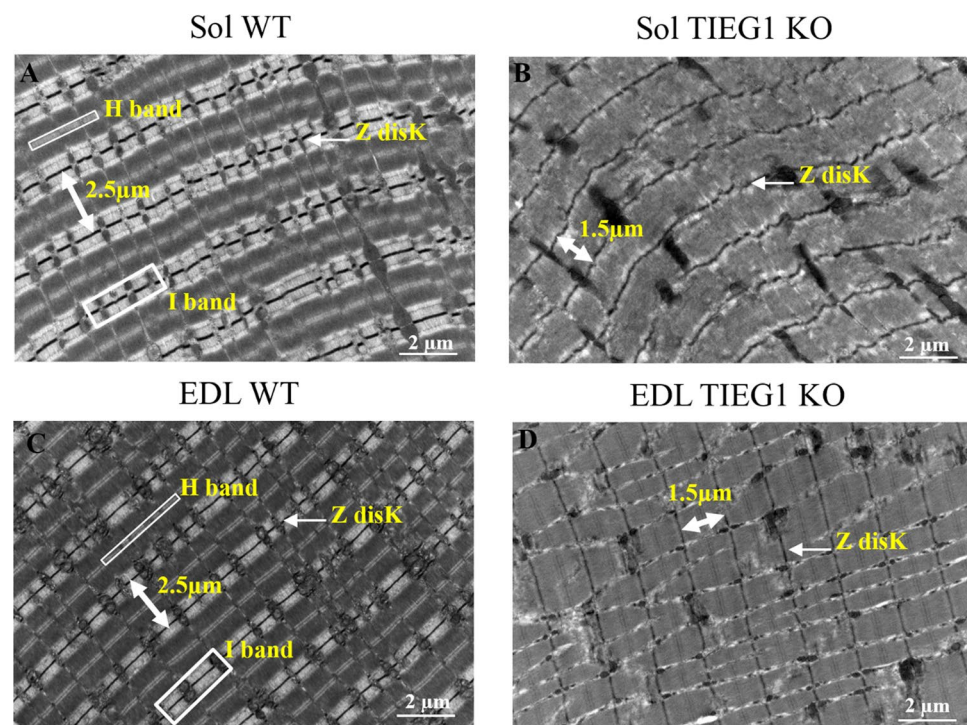 Sol WT
Sol TIEG1 KO
A
H band
Z disK
2.5µm
I band
2 µm
B
Z disK
1.5µm
2 µm
EDL WT
EDL TIEG1 KO
C
H band
Z disK
2.5µm
I band
2 µm
D
1.5µm
Z disK
2 µm